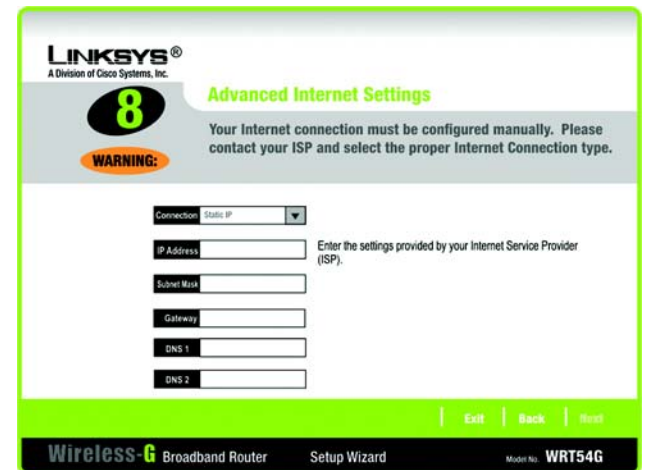 LINKSYS®
A Division of Cisco Systems, Inc.
8
Advanced Internet Settings
WARNING:
Your Internet connection must be configured manually. Please
contact your ISP and select the proper Internet Connection type.
Connection Static IP
IP Address
Enter the settings provided by your Internet Service Provider
(ISP).
Subnet Mask
Gateway
DNS 1
DNS 2
Exit Back Next
Wireless-G Broadband Router Setup Wizard Model No. WRT54G